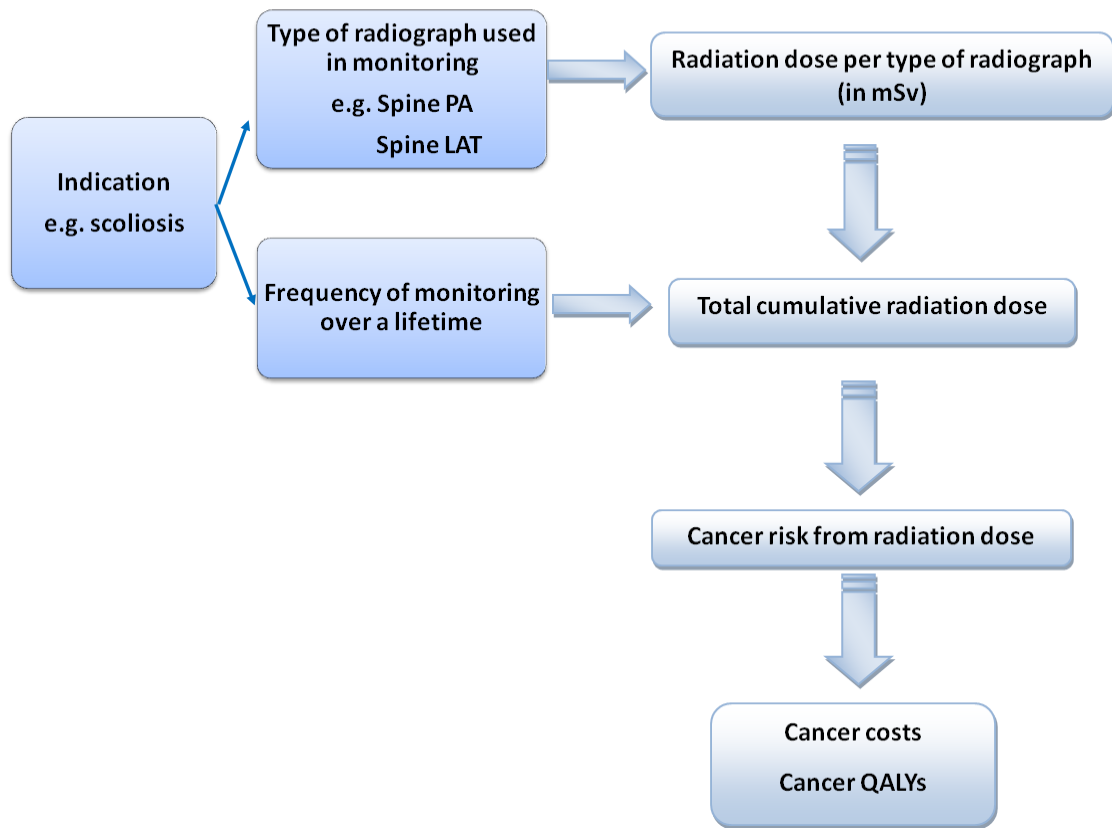 Indication
e.g. scoliosis
Type of radiograph used
in monitoring
e.g. Spine PA
Spine LAT
Frequency of monitoring
over a lifetime
Radiation dose per type of radiograph
(in mSv)
Total cumulative radiation dose
Cancer risk from radiation dose
Cancer costs
Cancer QALYs